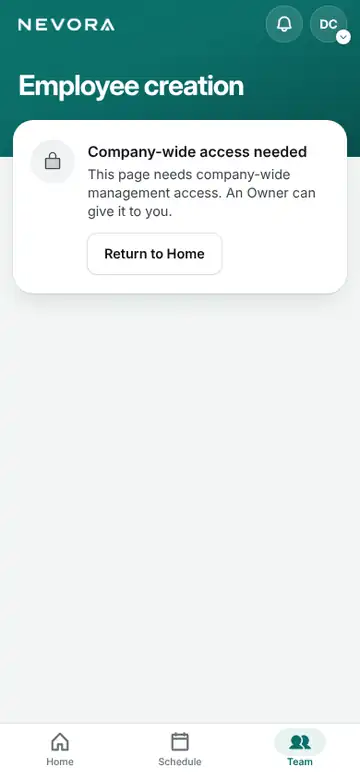 NEVORA
DC
Employee creation
Company-wide access needed
This page needs company-wide
management access. An Owner can
give it to you.
Return to Home
Home
Schedule
Team